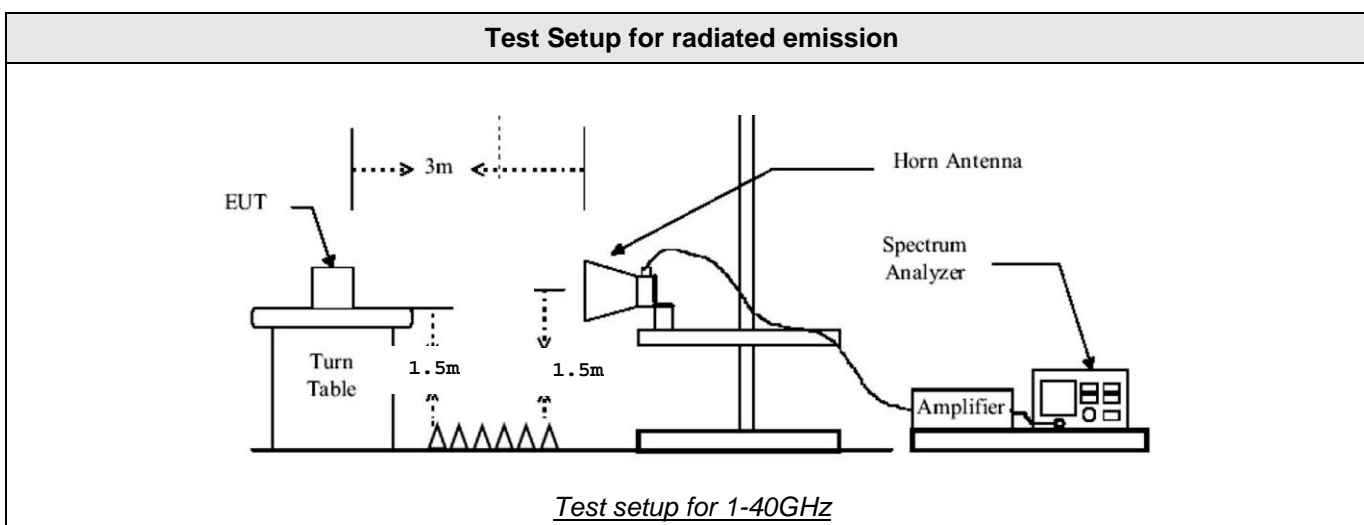 Test Setup for radiated emission
3m
Horn Antenna
EUT
Spectrum
Analyzer
Turn
Table
1.5m
1.5m
Amplifier
Test setup for 1-40GHz